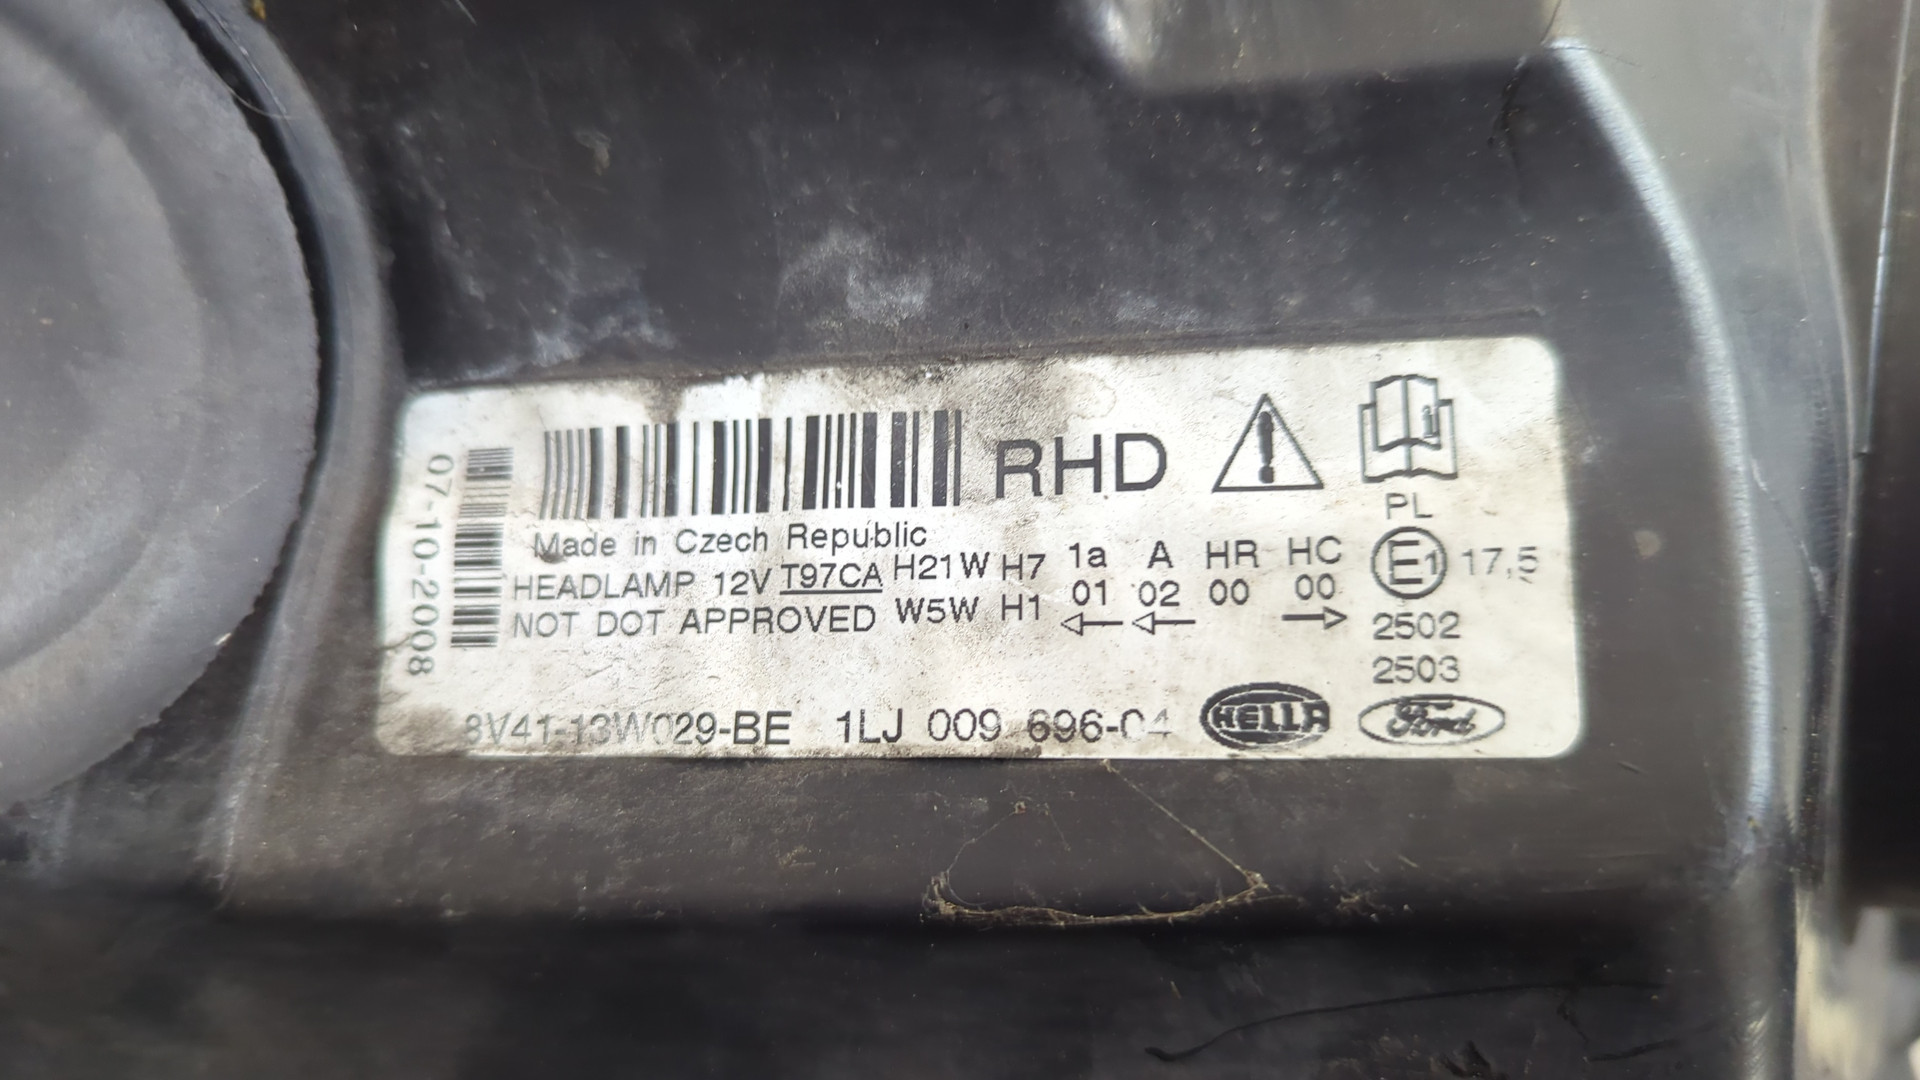 07-10-2008
RHD
PL
Made in Czech Republic
HEADLAMP 12V T97CA H21W H7 1a A HR HC E1 17,5
NOT DOT APPROVED W5W H1 01 02 00 00
2502
2503
8V41-13W029-BE 1LJ 009 696-04 HELLA Ford